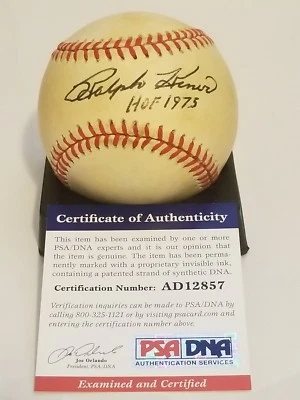 Ralph Kiner
HOF 1975
Certificate of Authenticity
This item has been examined by one or more
PSA/DNA experts and it is our opinion that
the item is genuine. The item has been perma-
nently marked with a proprietary invisible ink,
containing a patented strand of synthetic DNA.
Certification Number: AD12857
Verification inquiries can be made to PSA/DNA by
calling 800-325-1121 or by visiting psacard.com and
entering the certification number above.
Joe Orlando
Joe Orlando
President, PSA/DNA
PSA DNA
AUTHENTICATION SERVICES
Examined and Certified